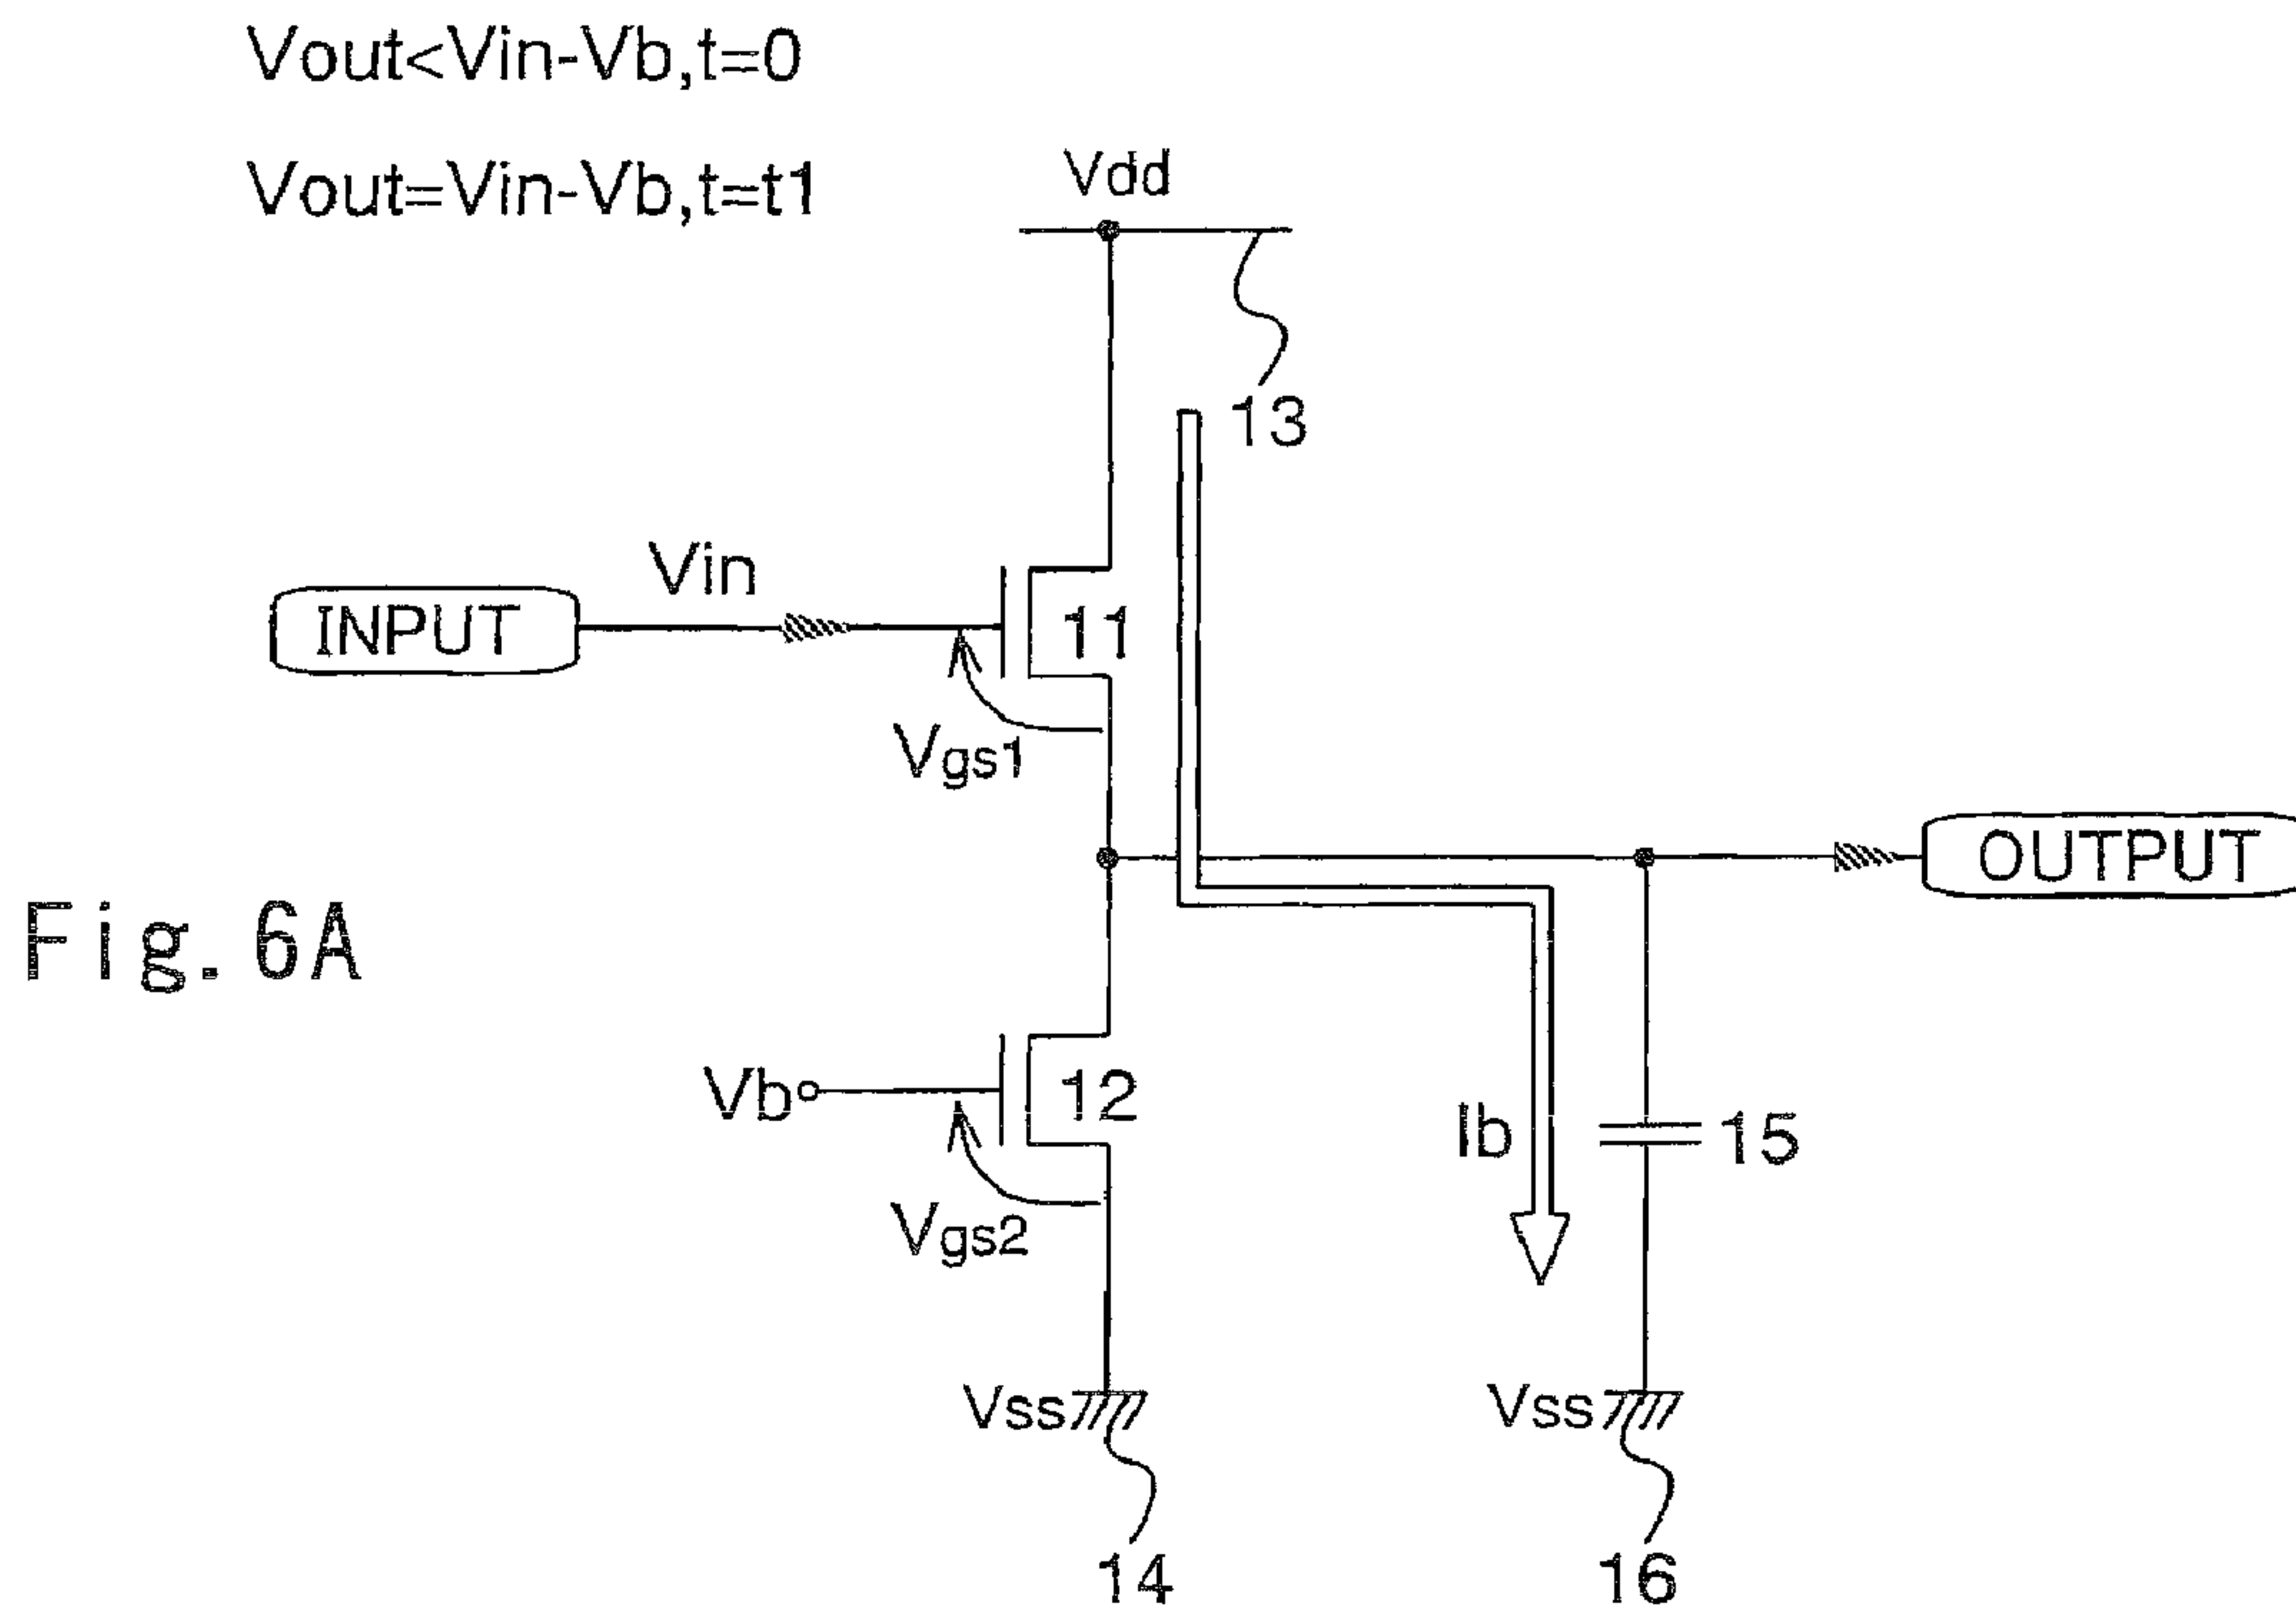 Vout<Vin-Vb,t=0
Vout=Vin-Vb,t=t1
Vdd
13
Vin
INPUT
11
Vgs1
OUTPUT
Fig.6A
Vb
12
Ib
15
Vgs2
Vss
Vss
14
16